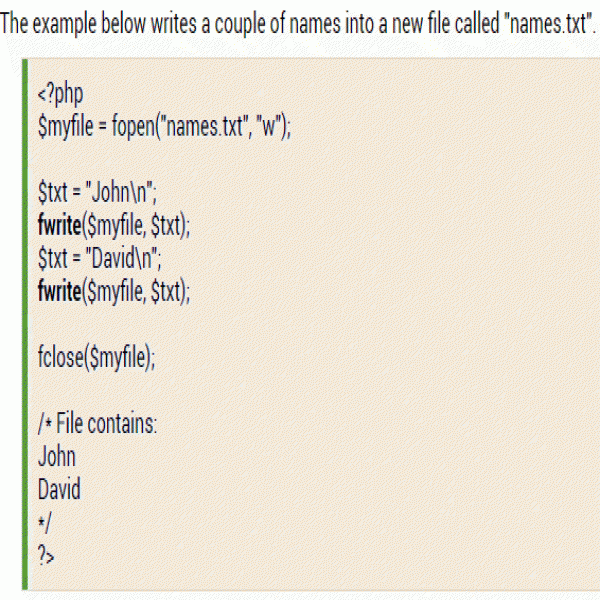 The example below writes a couple of names into a new file called "names.txt".
<?php
$myfile = fopen("names.txt", "w");
$txt = "John\n";
fwrite($myfile, $txt);
$txt = "David\n";
fwrite($myfile, $txt);
fclose($myfile);
/* File contains:
John
David
*/
?>